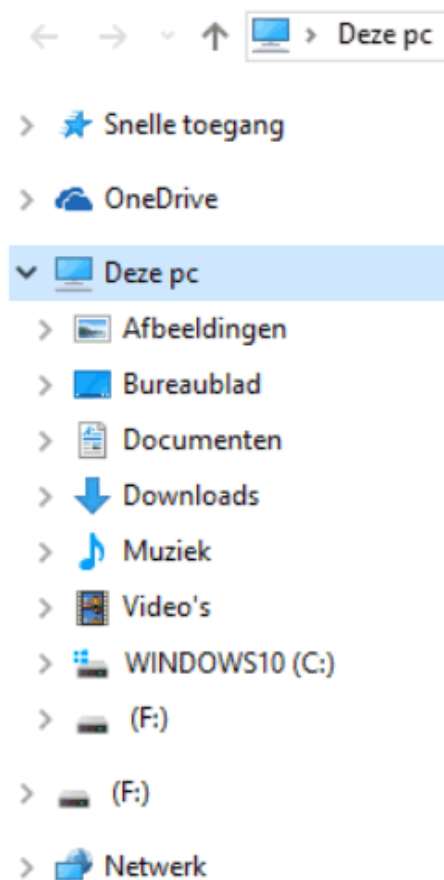 Deze pc
Snelle toegang
OneDrive
Deze pc
Afbeeldingen
Bureaublad
Documenten
Downloads
Muziek
Video's
WINDOWS10 (C:)
(F:)
(F:)
Netwerk